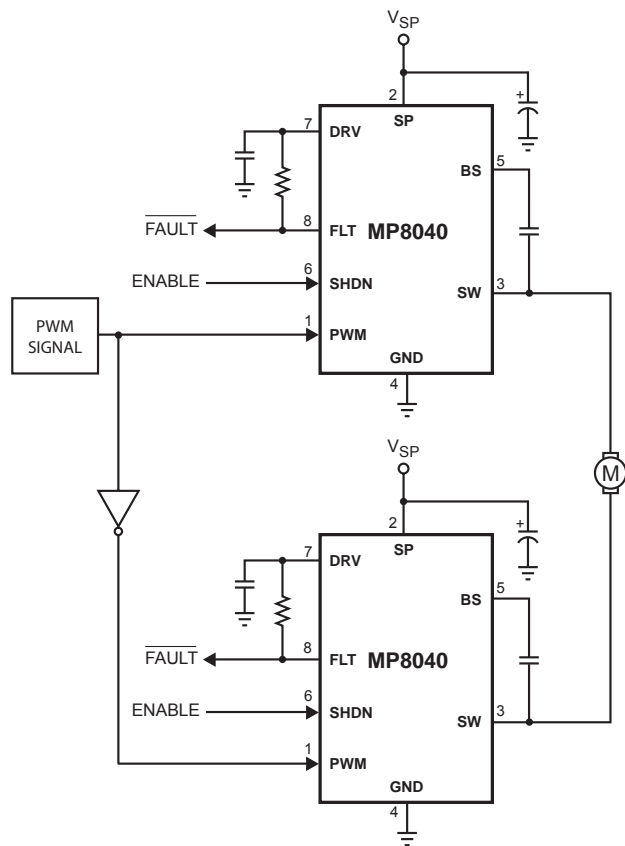 VSP
2
SP
7 DRV
BS 5
FAULT 8 FLT MP8040
ENABLE 6 SHDN
SW 3
PWM SIGNAL
1 PWM
GND
4
VSP
2
SP
7 DRV
BS 5
FAULT 8 FLT MP8040
ENABLE 6 SHDN
SW 3
1 PWM
GND
4
M
+
+